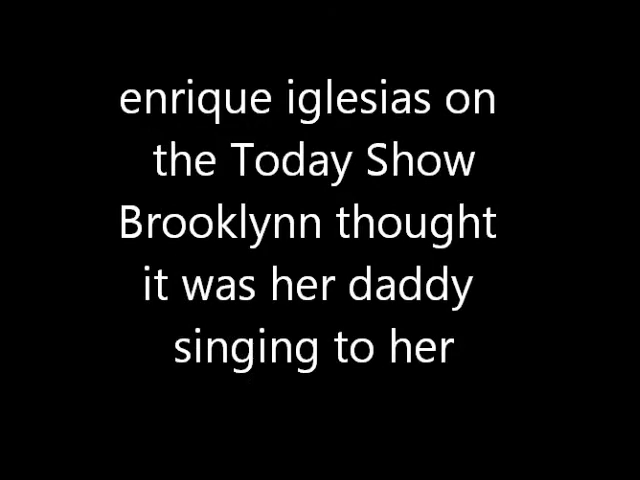 enrique iglesias on
the Today Show
Brooklynn thought
it was her daddy
singing to her